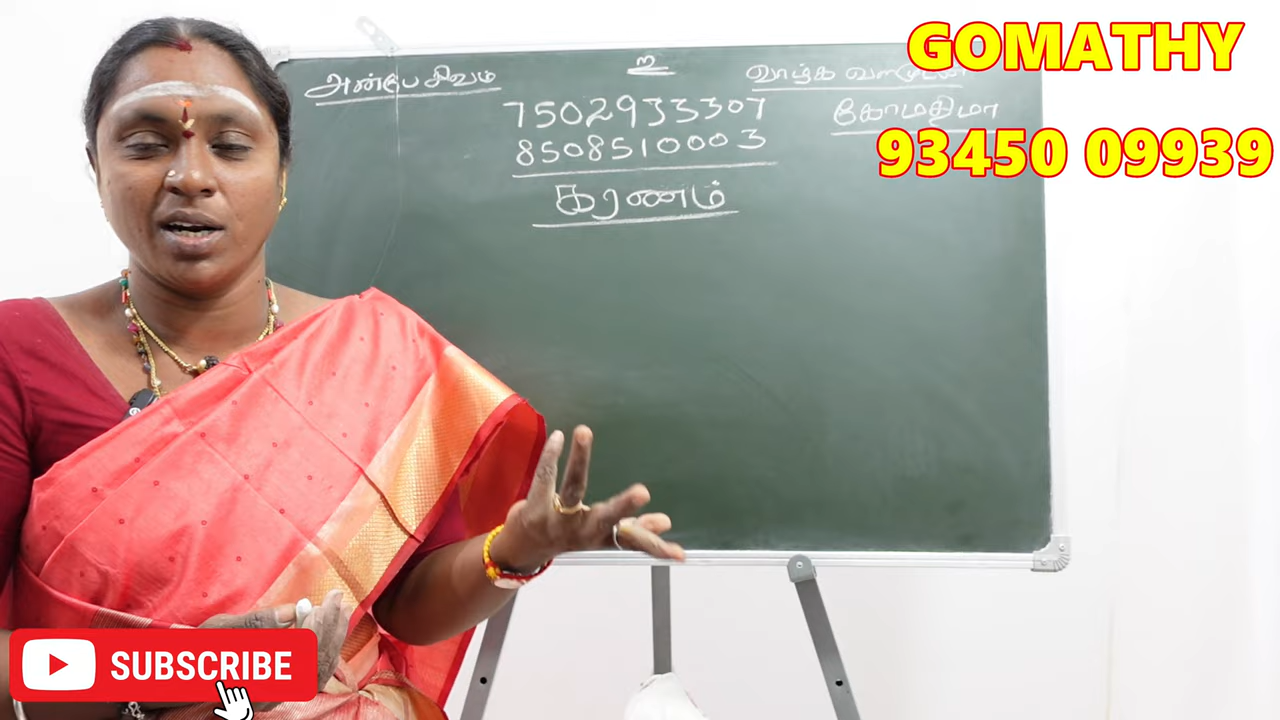 GOMATHY
93450 09939
உ
அன்பே சிவம்
வாழ்க வளமுடன்
7502933307
கோமதிமா
8508510003
கரணம்
SUBSCRIBE